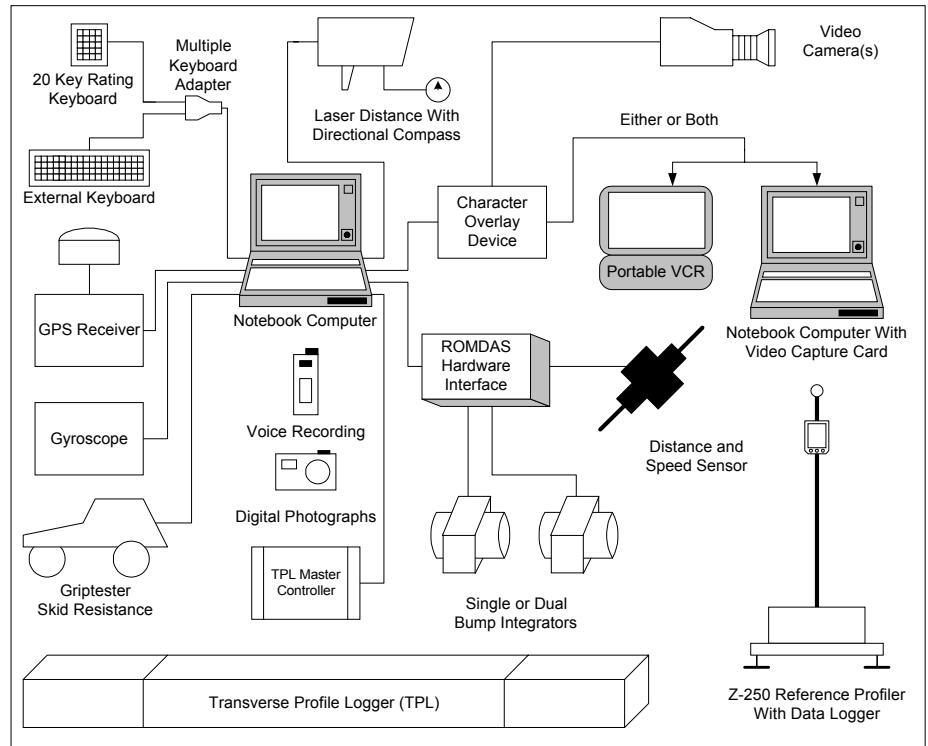 20 Key Rating
Keyboard
Multiple
Keyboard
Adapter
Laser Distance With
Directional Compass
Video
Camera(s)
Either or Both
External Keyboard
Character
Overlay
Device
Portable VCR
GPS Receiver
Notebook Computer
Notebook Computer With
Video Capture Card
ROMDAS
Hardware
Interface
Gyroscope
Voice Recording
Distance and
Speed Sensor
Digital Photographs
Griptester
Skid Resistance
TPL Master
Controller
Single or Dual
Bump Integrators
Transverse Profile Logger (TPL)
Z-250 Reference Profiler
With Data Logger